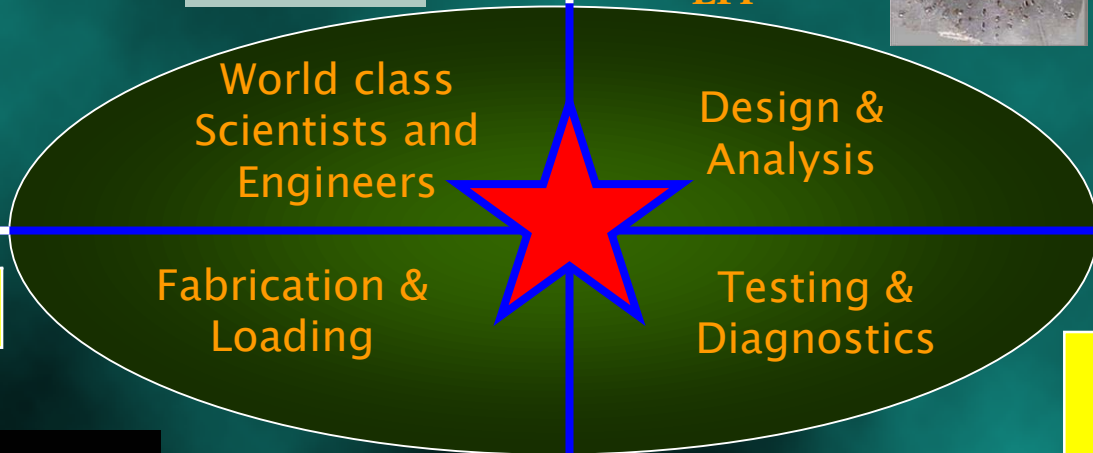 World class
Scientists and
Engineers
Design &
Analysis
Fabrication &
Loading
Testing &
Diagnostics